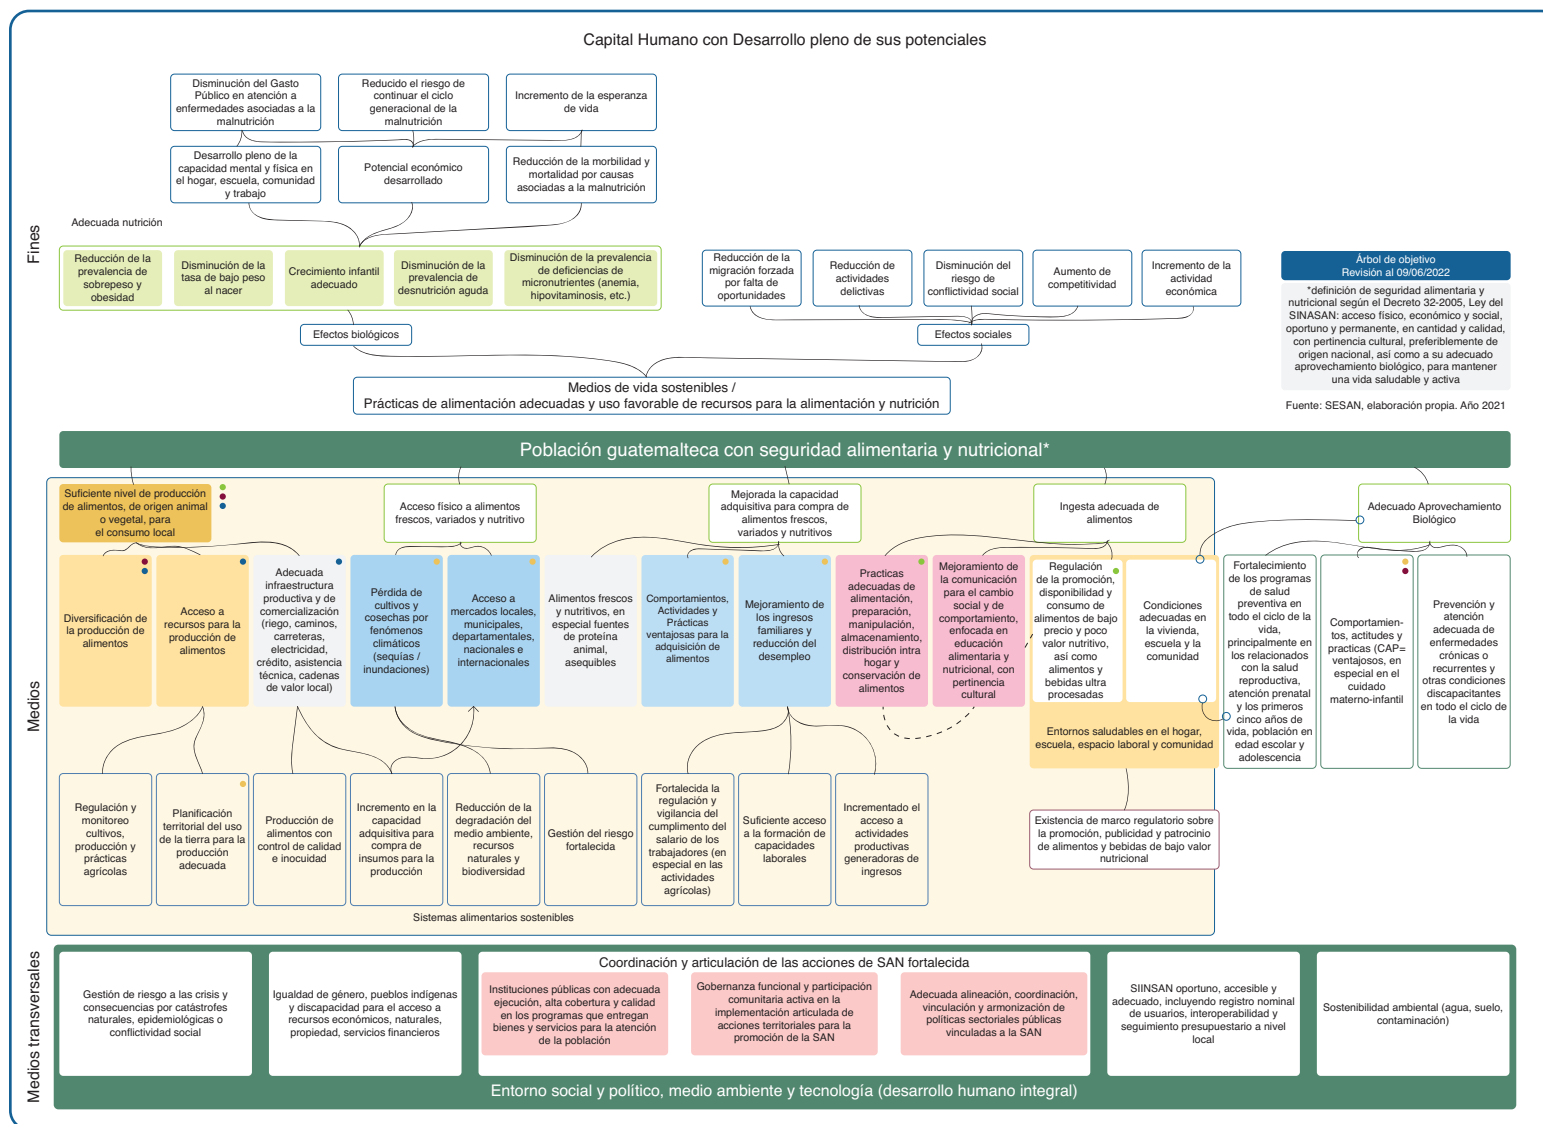 Capital Humano con Desarrollo pleno de sus potenciales
Fines
Disminución del Gasto
Público en atención a
enfermedades asociadas a la
malnutrición
Reducido el riesgo de
continuar el ciclo
generacional de la
malnutrición
Incremento de la esperanza
de vida
Desarrollo pleno de la
capacidad mental y física en
el hogar, escuela, comunidad
y trabajo
Potencial económico
desarrollado
Reducción de la morbilidad y
mortalidad por causas
asociadas a la malnutrición
Adecuada nutrición
Reducción de la
prevalencia de
sobrepeso y
obesidad
Disminución de la
tasa de bajo peso
al nacer
Crecimiento infantil
adecuado
Disminución de la
prevalencia de
desnutrición aguda
Disminución de la prevalencia
de deficiencias de
micronutrientes (anemia,
hipovitaminosis, etc.)
Reducción de la
migración forzada
por falta de
oportunidades
Reducción de
actividades
delictivas
Disminución del
riesgo de
conflictividad social
Aumento de
competitividad
Incremento de la
actividad
económica
Árbol de objetivo
Revisión al 09/06/2022
*definición de seguridad alimentaria y
nutricional según el Decreto 32-2005, Ley del
SINASAN: acceso físico, económico y social,
oportuno y permanente, en cantidad y calidad,
con pertinencia cultural, preferiblemente de
origen nacional, así como a su adecuado
aprovechamiento biológico, para mantener
una vida saludable y activa
Fuente: SESAN, elaboración propia. Año 2021
Efectos biológicos
Efectos sociales
Medios de vida sostenibles /
Prácticas de alimentación adecuadas y uso favorable de recursos para la alimentación y nutrición
Población guatemalteca con seguridad alimentaria y nutricional*
Medios
Suficiente nivel de producción
de alimentos, de origen animal
o vegetal, para
el consumo local
Acceso físico a alimentos
frescos, variados y nutritivo
Mejorada la capacidad
adquisitiva para compra de
alimentos frescos,
variados y nutritivos
Ingesta adecuada de
alimentos
Adecuado Aprovechamiento
Biológico
Diversificación de
la producción de
alimentos
Acceso a
recursos para la
producción de
alimentos
Adecuada
infraestructura
productiva y de
comercialización
(riego, caminos,
carreteras,
electricidad,
crédito, asistencia
técnica, cadenas
de valor local)
Pérdida de
cultivos y
cosechas por
fenómenos
climáticos
(sequías /
inundaciones)
Acceso a
mercados locales,
municipales,
departamentales,
nacionales e
internacionales
Alimentos frescos
y nutritivos, en
especial fuentes
de proteína
animal,
asequibles
Comportamientos,
Actividades y
Prácticas
ventajosas para la
adquisición de
alimentos
Mejoramiento de
los ingresos
familiares y
reducción del
desempleo
Practicas
adecuadas de
alimentación,
preparación,
manipulación,
almacenamiento,
distribución intra
hogar y
conservación de
alimentos
Mejoramiento de
la comunicación
para el cambio
social y de
comportamiento,
enfocada en
educación
alimentaria y
nutricional, con
pertinencia
cultural
Regulación
de la promoción,
disponibilidad y
consumo de
alimentos de bajo
precio y poco
valor nutritivo,
así como
alimentos y
bebidas ultra
procesadas
Condiciones
adecuadas en
la vivienda,
escuela y la
comunidad
Entornos saludables en el hogar,
escuela, espacio laboral y comunidad
Fortalecimiento
de los programas
de salud
preventiva en
todo el ciclo de la
vida,
principalmente en
los relacionados
con la salud
reproductiva,
atención prenatal
y los primeros
cinco años de
vida, población en
edad escolar y
adolescencia
Comportamien-
tos, actitudes y
practicas (CAP=
ventajosos, en
especial en el
cuidado
materno-infantil
Prevención y
atención
adecuada de
enfermedades
crónicas o
recurrentes y
otras condiciones
discapacitantes
en todo el ciclo de
la vida
Regulación y
monitoreo
cultivos,
producción y
prácticas
agrícolas
Planificación
territorial del uso de
la tierra para la
producción
adecuada
Producción de
alimentos con
control de calidad
e inocuidad
Incremento en la
capacidad
adquisitiva para
compra de
insumos para la
producción
Reducción de la
degradación del
medio ambiente,
recursos
naturales y
biodiversidad
Gestión del riesgo
fortalecida
Fortalecida la
regulación y
vigilancia del
cumplimento del
salario de los
trabajadores (en
especial en las
actividades
agrícolas)
Suficiente acceso
a la formación de
capacidades
laborales
Incrementado el
acceso a
actividades
productivas
generadoras de
ingresos
Existencia de marco regulatorio sobre
la promoción, publicidad y patrocinio
de alimentos y bebidas de bajo valor
nutricional
Sistemas alimentarios sostenibles
Medios transversales
Gestión de riesgo a las crisis y
consecuencias por catástrofes
naturales, epidemiológicas o
conflictividad social
Igualdad de género, pueblos indígenas
y discapacidad para el acceso a
recursos económicos, naturales,
propiedad, servicios financieros
Coordinación y articulación de las acciones de SAN fortalecida
Instituciones públicas con adecuada
ejecución, alta cobertura y calidad
en los programas que entregan
bienes y servicios para la atención
de la población
Gobernanza funcional y participación
comunitaria activa en la
implementación articulada de
acciones territoriales para la
promoción de la SAN
Adecuada alineación, coordinación,
vinculación y armonización de
políticas sectoriales públicas
vinculadas a la SAN
SIINSAN oportuno, accesible y
adecuado, incluyendo registro nominal
de usuarios, interoperabilidad y
seguimiento presupuestario a nivel
local
Sostenibilidad ambiental (agua, suelo,
contaminación)
Entorno social y político, medio ambiente y tecnología (desarrollo humano integral)